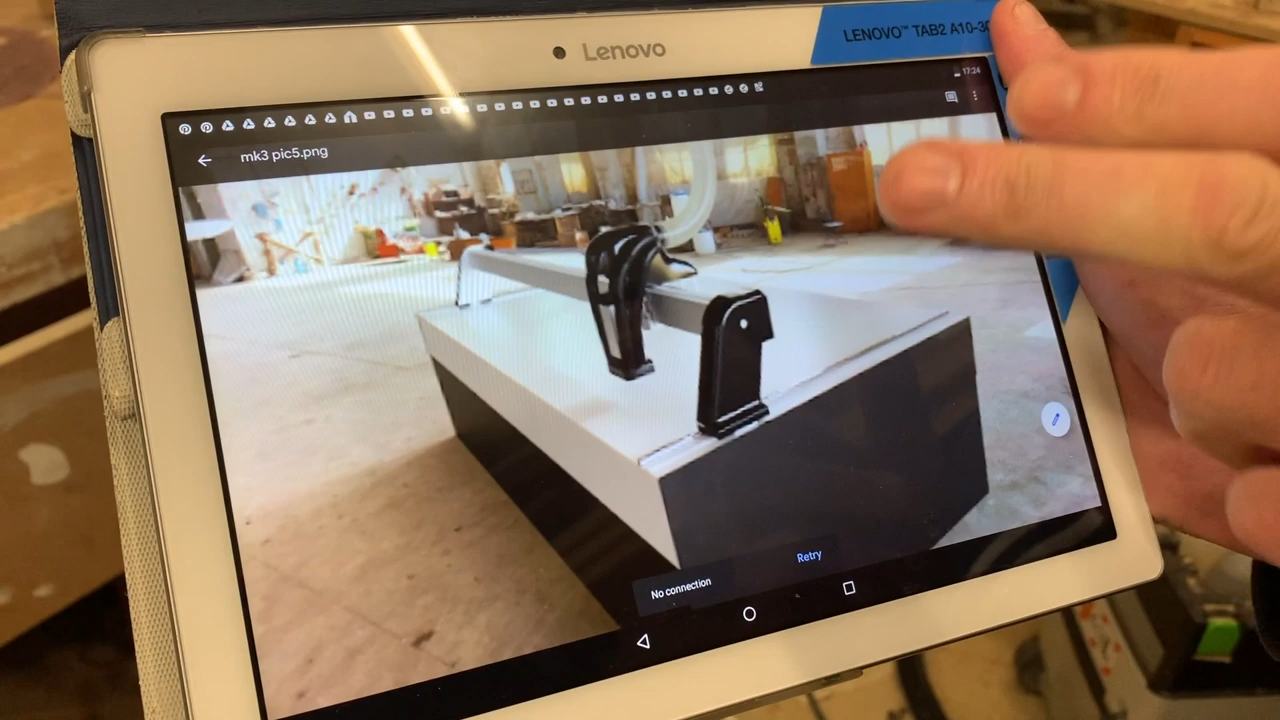 Lenovo
LENOVO™ TAB2 A10-30
17:24
mk3 pic5.png
No connection
Retry